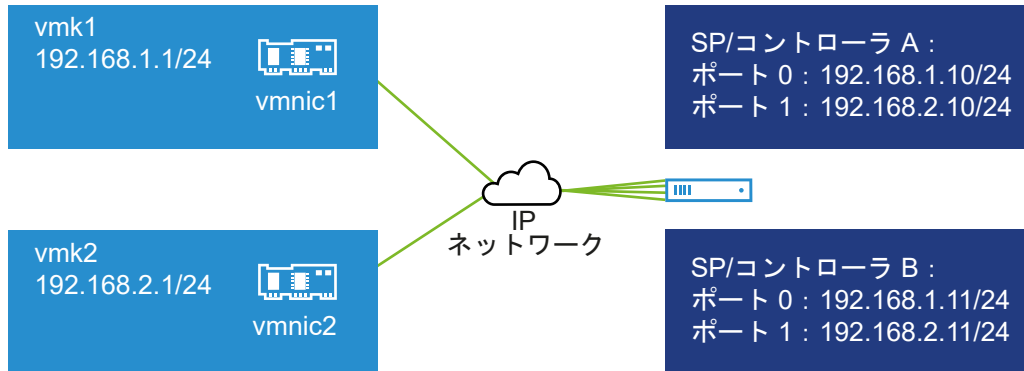 vmk1
192.168.1.1/24
vmnic1
vmk2
192.168.2.1/24
vmnic2
IP
ネットワーク
SP/コントローラ A：
ポート 0：192.168.1.10/24
ポート 1：192.168.2.10/24
SP/コントローラ B：
ポート 0：192.168.1.11/24
ポート 1：192.168.2.11/24